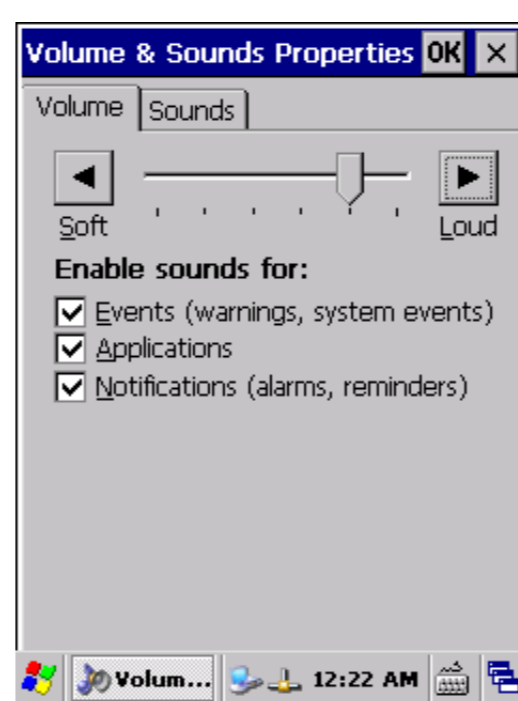 Volume & Sounds Properties OK ×
Volume Sounds
Soft Loud
Enable sounds for:
Events (warnings, system events)
Applications
Notifications (alarms, reminders)
Volum... 12:22 AM